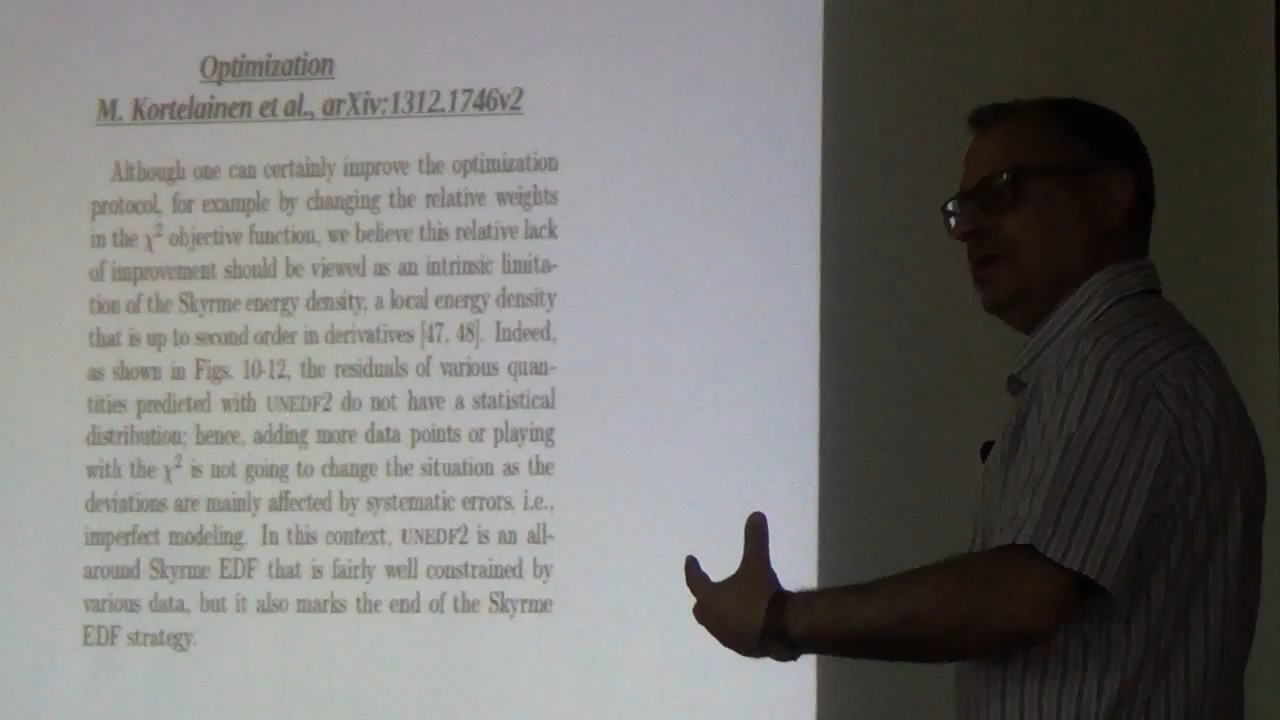 Optimization
M. Kortelainen et al., arXiv:1312.1746v2
Although one can certainly improve the optimization
protocol, for example by changing the relative weights
in the χ² objective function, we believe this relative lack
of improvement should be viewed as an intrinsic limita-
tion of the Skyrme energy density, a local energy density
that is up to second order in derivatives [47, 48]. Indeed,
as shown in Figs. 10-12, the residuals of various quan-
tities predicted with UNEDF2 do not have a statistical
distribution; hence, adding more data points or playing
with the χ² is not going to change the situation as the
deviations are mainly affected by systematic errors, i.e.,
imperfect modeling. In this context, UNEDF2 is an all-
around Skyrme EDF that is fairly well constrained by
various data, but it also marks the end of the Skyrme
EDF strategy.